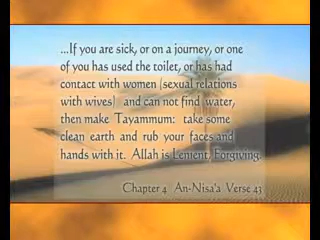 ...If you are sick, or on a journey, or one
of you has used the toilet, or has had
contact with women (sexual relations
with wives) and can not find water,
then make Tayammum: take some
clean earth and rub your faces and
hands with it. Allah is Lement, Forgiving.
Chapter 4 An-Nisa'a Verse 43